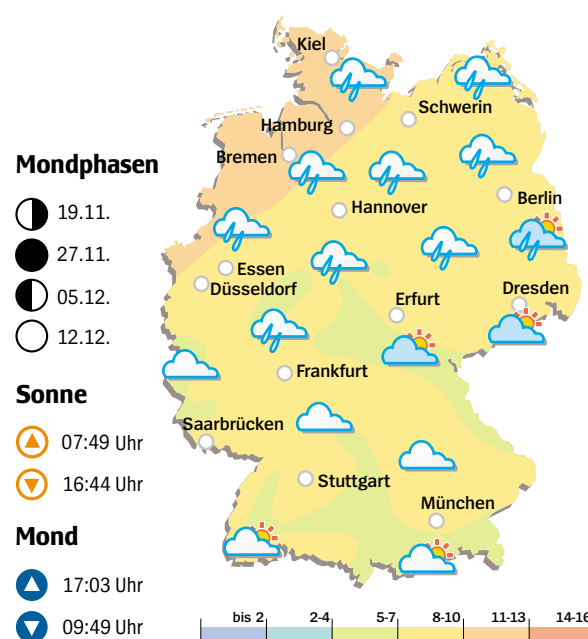 Kiel
Schwerin
Hamburg
Bremen
Mondphasen
19.11.
27.11.
05.12.
12.12.
Berlin
Hannover
Essen
Düsseldorf
Erfurt
Dresden
Frankfurt
Sonne
07:49 Uhr
16:44 Uhr
Saarbrücken
Stuttgart
München
Mond
17:03 Uhr
09:49 Uhr
bis 2 2-4 5-7 8-10 11-13 14-16